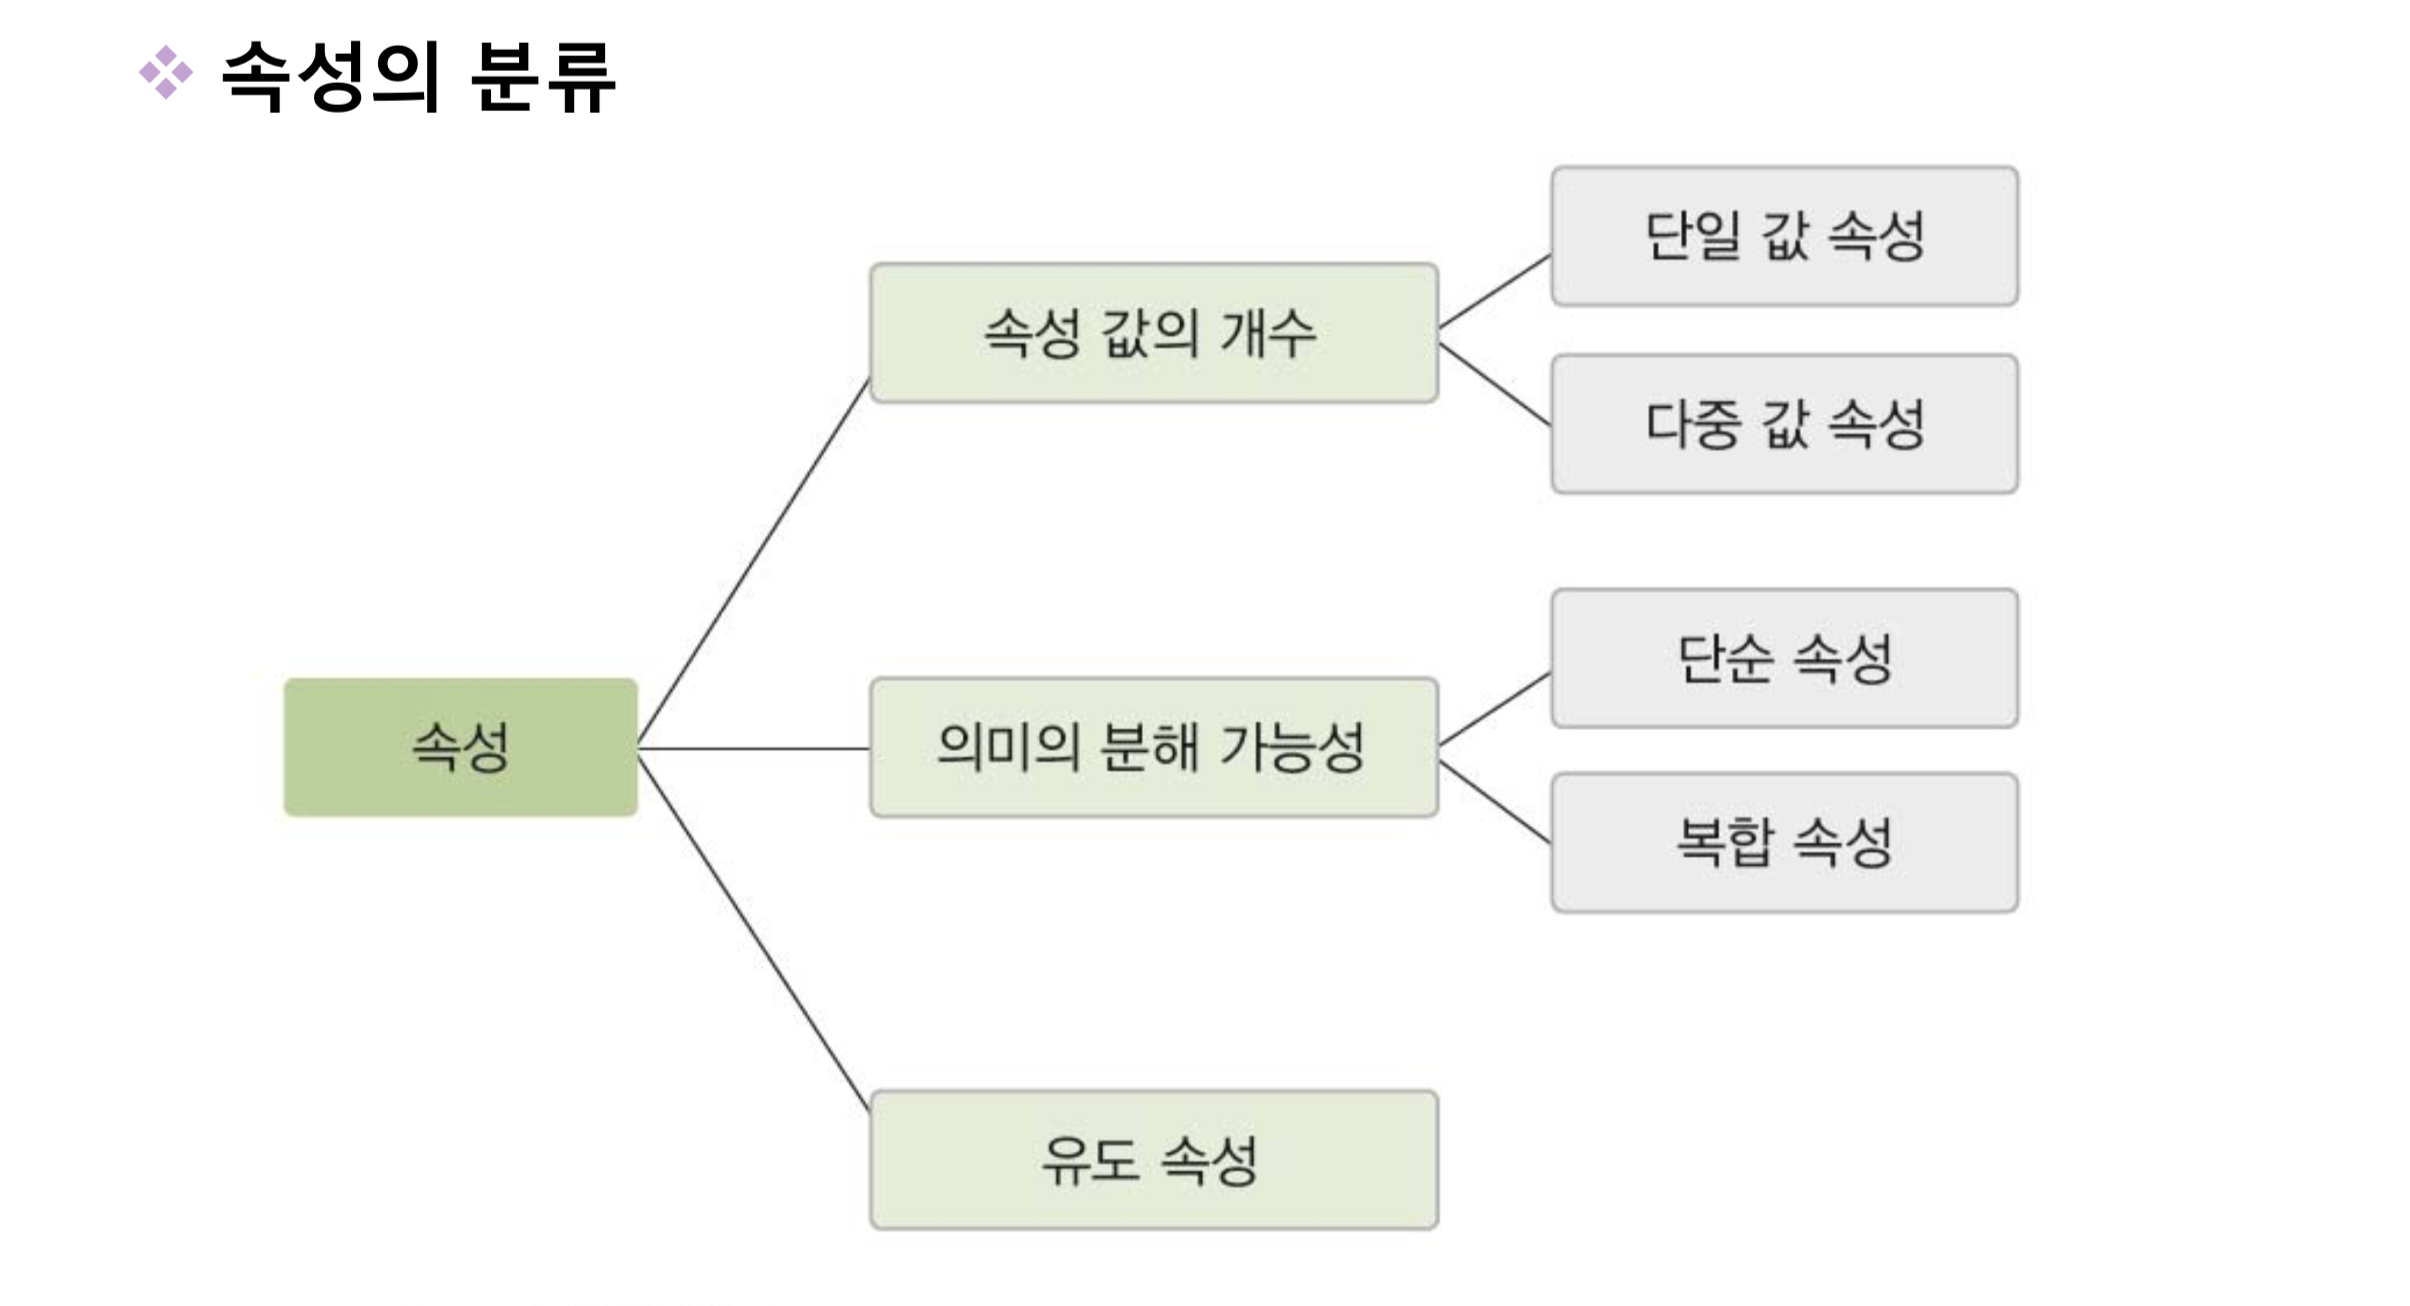 속성의 분류
단일 값 속성
속성 값의 개수
다중 값 속성
단순 속성
속성
의미의 분해 가능성
복합 속성
유도 속성